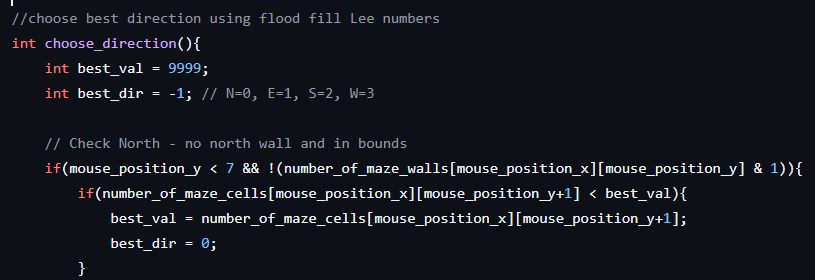 //choose best direction using flood fill Lee numbers
int choose_direction(){
    int best_val = 9999;
    int best_dir = -1; // N=0, E=1, S=2, W=3

    // Check North - no north wall and in bounds
    if(mouse_position_y < 7 && !(number_of_maze_walls[mouse_position_x][mouse_position_y] & 1)){
        if(number_of_maze_cells[mouse_position_x][mouse_position_y+1] < best_val){
            best_val = number_of_maze_cells[mouse_position_x][mouse_position_y+1];
            best_dir = 0;
        }